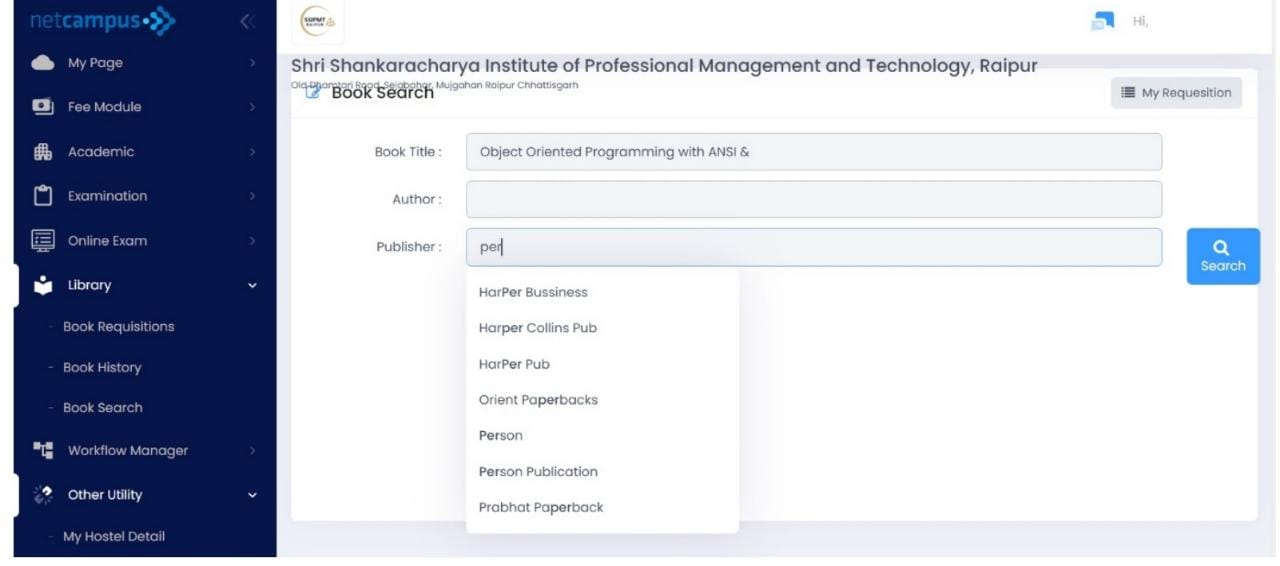 netcampus
SSIPMT
RAIPUR
Hi,
My Page
Fee Module
Academic
Examination
Online Exam
Library
- Book Requisitions
- Book History
- Book Search
Workflow Manager
Other Utility
- My Hostel Detail
Shri Shankaracharya Institute of Professional Management and Technology, Raipur
Old Dhamtari Road, Sejabahar, Mujgahan Raipur Chhattisgarh
Book Search
My Requesition
Book Title : Object Oriented Programming with ANSI &
Author :
Publisher : per
Search
HarPer Bussiness
Harper Collins Pub
HarPer Pub
Orient Paperbacks
Person
Person Publication
Prabhat Paperback